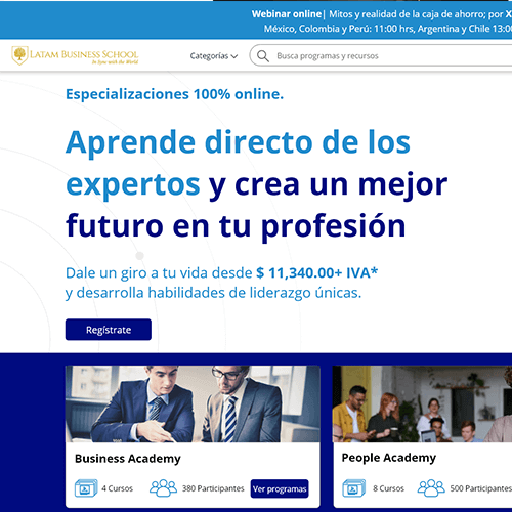 Webinar online| Mitos y realidad de la caja de ahorro; por X
México, Colombia y Perú: 11:00 hrs, Argentina y Chile 13:00
LATAM BUSINESS SCHOOL
In Sync with the World
Categorías
Busca programas y recursos
Especializaciones 100% online.
Aprende directo de los
expertos y crea un mejor
futuro en tu profesión
Dale un giro a tu vida desde $ 11,340.00+ IVA*
y desarrolla habilidades de liderazgo únicas.
Regístrate
Business Academy
4 Cursos
380 Participantes
Ver programas
People Academy
8 Cursos
500 Participantes